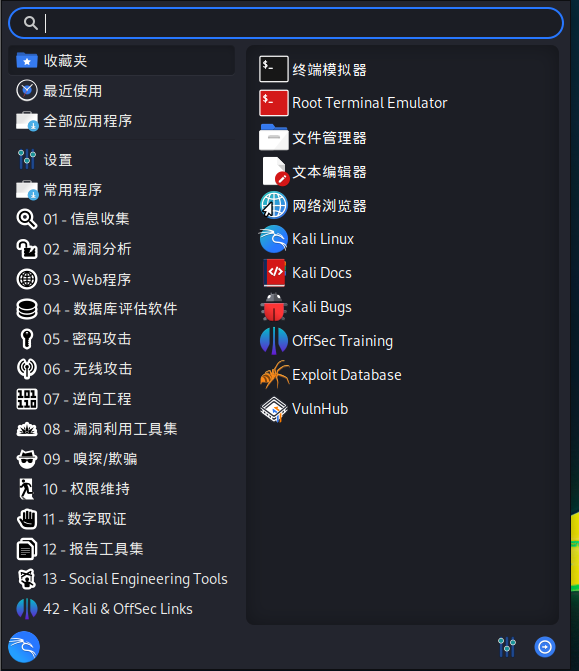 收藏夹
最近使用
全部应用程序
设置
常用程序
01 - 信息收集
02 - 漏洞分析
03 - Web程序
04 - 数据库评估软件
05 - 密码攻击
06 - 无线攻击
07 - 逆向工程
08 - 漏洞利用工具集
09 - 嗅探/欺骗
10 - 权限维持
11 - 数字取证
12 - 报告工具集
13 - Social Engineering Tools
42 - Kali & OffSec Links
终端模拟器
Root Terminal Emulator
文件管理器
文本编辑器
网络浏览器
Kali Linux
Kali Docs
Kali Bugs
OffSec Training
Exploit Database
VulnHub